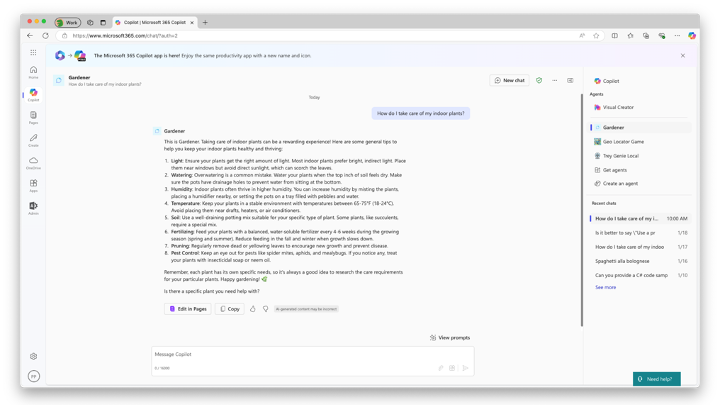 Work
Copilot | Microsoft 365 Copilot
https://www.microsoft365.com/chat/?auth=2
The Microsoft 365 Copilot app is here! Enjoy the same productivity app with a new name and icon.
Home
Copilot
Pages
Create
OneDrive
Apps
Admin
PF
Gardener
How do I take care of my indoor plants?
New chat
Today
How do I take care of my indoor plants?
Gardener
This is Gardener. Taking care of indoor plants can be a rewarding experience! Here are some general tips to
help you keep your indoor plants healthy and thriving:
1. Light: Ensure your plants get the right amount of light. Most indoor plants prefer bright, indirect light. Place
them near windows but avoid direct sunlight, which can scorch the leaves.
2. Watering: Overwatering is a common mistake. Water your plants when the top inch of soil feels dry. Make
sure the pots have drainage holes to prevent water from sitting at the bottom.
3. Humidity: Indoor plants often thrive in higher humidity. You can increase humidity by misting the plants,
placing a humidifier nearby, or setting the pots on a tray filled with pebbles and water.
4. Temperature: Keep your plants in a stable environment with temperatures between 65-75°F (18-24°C).
Avoid placing them near drafts, heaters, or air conditioners.
5. Soil: Use a well-draining potting mix suitable for your specific type of plant. Some plants, like succulents,
require a special mix.
6. Fertilizing: Feed your plants with a balanced, water-soluble fertilizer every 4-6 weeks during the growing
season (spring and summer). Reduce feeding in the fall and winter when growth slows down.
7. Pruning: Regularly remove dead or yellowing leaves to encourage new growth and prevent disease.
8. Pest Control: Keep an eye out for pests like spider mites, aphids, and mealybugs. If you notice any, treat
your plants with insecticidal soap or neem oil.
Remember, each plant has its own specific needs, so it's always a good idea to research the care requirements
for your particular plants. Happy gardening!
Is there a specific plant you need help with?
Edit in Pages
Copy
AI-generated content may be incorrect
View prompts
Message Copilot
Copilot
Agents
Visual Creator
Gardener
Geo Locator Game
Trey Genie Local
Get agents
Create an agent
Recent chats
How do I take care of my i... 10:00 AM
Is it better to say \"Use a pr 1/18
How do I take care of my indoo 1/17
Spaghetti alla bolognese 1/16
Can you provide a C# code samp 1/10
See more
Need help?